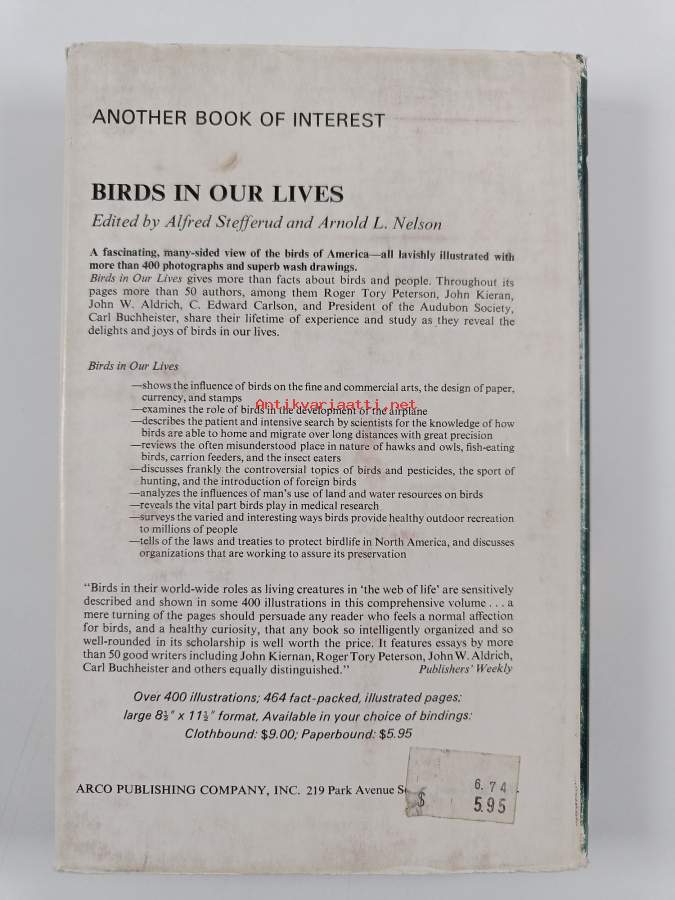 ANOTHER BOOK OF INTEREST
BIRDS IN OUR LIVES
Edited by Alfred Stefferud and Arnold L. Nelson
A fascinating, many-sided view of the birds of America—all lavishly illustrated with
more than 400 photographs and superb wash drawings.
Birds in Our Lives gives more than facts about birds and people. Throughout its
pages more than 50 authors, among them Roger Tory Peterson, John Kieran,
John W. Aldrich, C. Edward Carlson, and President of the Audubon Society,
Carl Buchheister, share their lifetime of experience and study as they reveal the
delights and joys of birds in our lives.
Birds in Our Lives
—shows the influence of birds on the fine and commercial arts, the design of paper,
currency, and stamps
Antikvariaatti.net
—examines the role of birds in the development of the airplane
—describes the patient and intensive search by scientists for the knowledge of how
birds are able to home and migrate over long distances with great precision
—reviews the often misunderstood place in nature of hawks and owls, fish-eating
birds, carrion feeders, and the insect eaters
—discusses frankly the controversial topics of birds and pesticides, the sport of
hunting, and the introduction of foreign birds
—analyzes the influences of man's use of land and water resources on birds
—reveals the vital part birds play in medical research
—surveys the varied and interesting ways birds provide healthy outdoor recreation
to millions of people
—tells of the laws and treaties to protect birdlife in North America, and discusses
organizations that are working to assure its preservation
"Birds in their world-wide roles as living creatures in 'the web of life' are sensitively
described and shown in some 400 illustrations in this comprehensive volume . . . a
mere turning of the pages should persuade any reader who feels a normal affection
for birds, and a healthy curiosity, that any book so intelligently organized and so
well-rounded in its scholarship is well worth the price. It features essays by more
than 50 good writers including John Kiernan, Roger Tory Peterson, John W. Aldrich,
Carl Buchheister and others equally distinguished." Publishers' Weekly
Over 400 illustrations; 464 fact-packed, illustrated pages;
large 8½" x 11½" format, Available in your choice of bindings:
Clothbound: $9.00; Paperbound: $5.95
ARCO PUBLISHING COMPANY, INC. 219 Park Avenue
6.74
$ 5.95